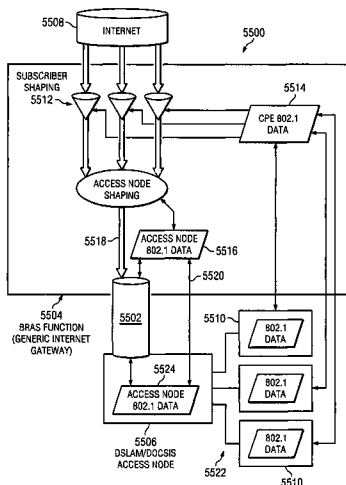 5508
INTERNET
5500
SUBSCRIBER
SHAPING
5512
5514
CPE 802.1
DATA
ACCESS NODE
SHAPING
5518
ACCESS NODE
802.1 DATA
5516
5520
5504
BRAS FUNCTION
(GENERIC INTERNET
GATEWAY)
5502
5510
802.1
DATA
5524
ACCESS NODE
802.1 DATA
802.1
DATA
5506
DSLAM/DOCSIS
ACCESS NODE
5522
802.1
DATA
5510